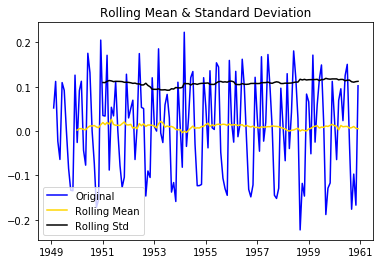 Rolling Mean & Standard Deviation
0.2
0.1
0.0
−0.1
−0.2
Original
Rolling Mean
Rolling Std
1949 1951 1953 1955 1957 1959 1961